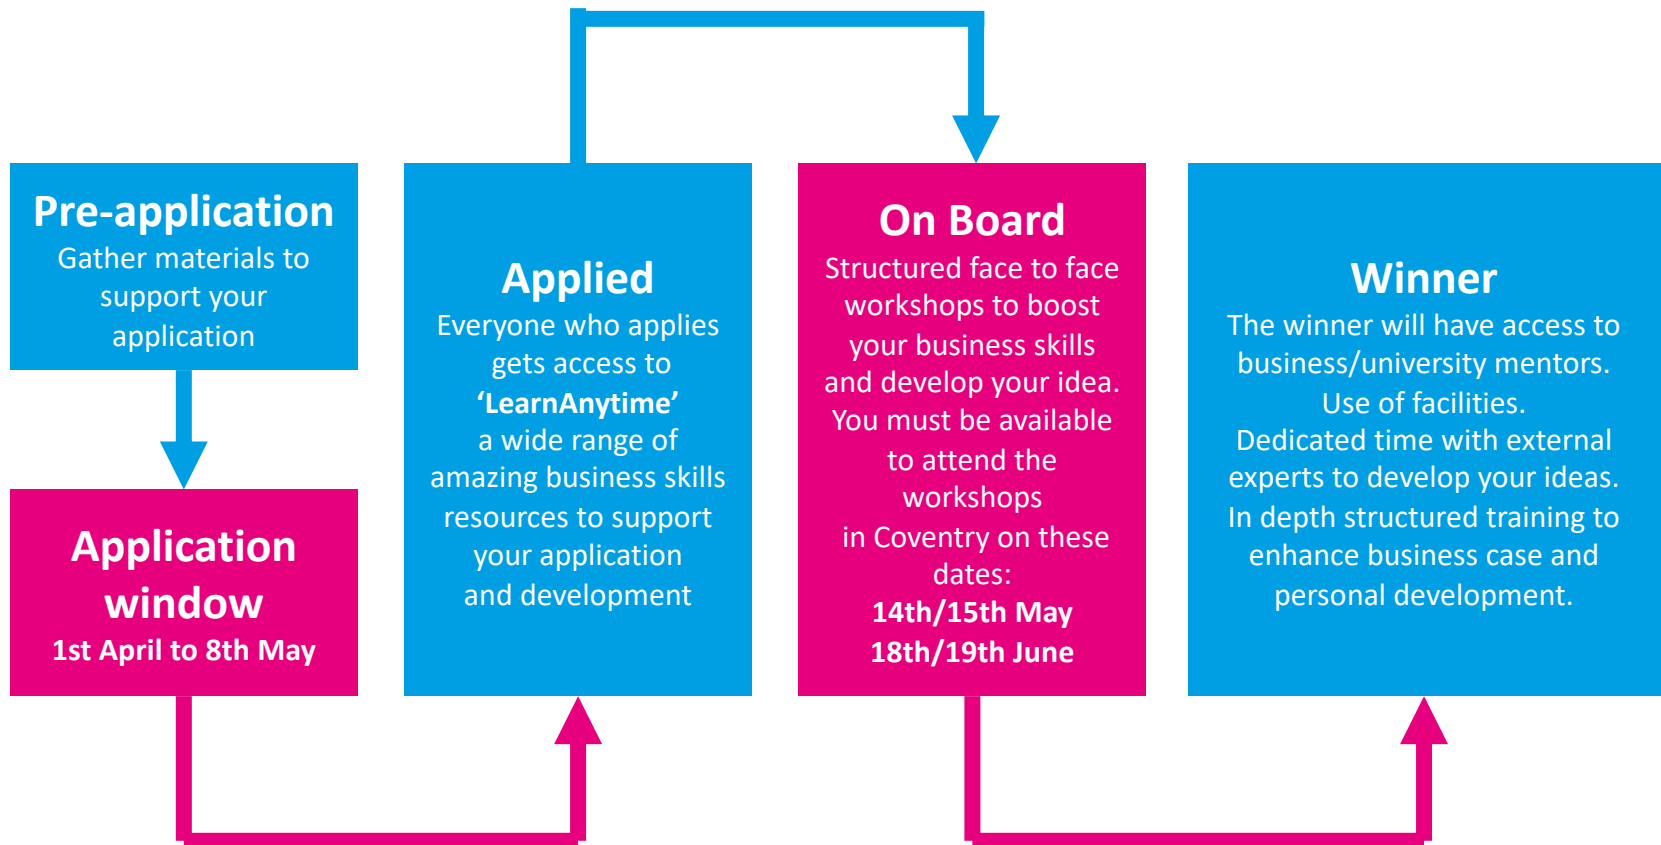 Pre-application
Gather materials to
support your
application
Application
window
1st April to 8th May
Applied
Everyone who applies
gets access to
‘LearnAnytime’
a wide range of
amazing business skills
resources to support
your application
and development
On Board
Structured face to face
workshops to boost
your business skills
and develop your idea.
You must be available
to attend the
workshops
in Coventry on these
dates:
14th/15th May
18th/19th June
Winner
The winner will have access to
business/university mentors.
Use of facilities.
Dedicated time with external
experts to develop your ideas.
In depth structured training to
enhance business case and
personal development.